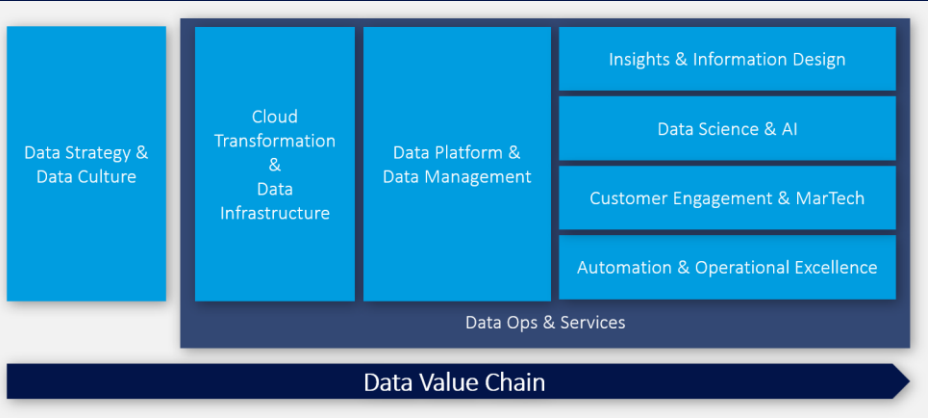 Data Strategy &
Data Culture
Cloud
Transformation
&
Data
Infrastructure
Data Platform &
Data Management
Insights & Information Design
Data Science & AI
Customer Engagement & MarTech
Automation & Operational Excellence
Data Ops & Services
Data Value Chain